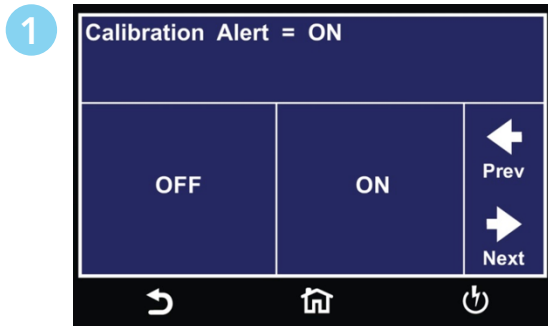 1
Calibration Alert = ON
OFF
ON
Prev
Next